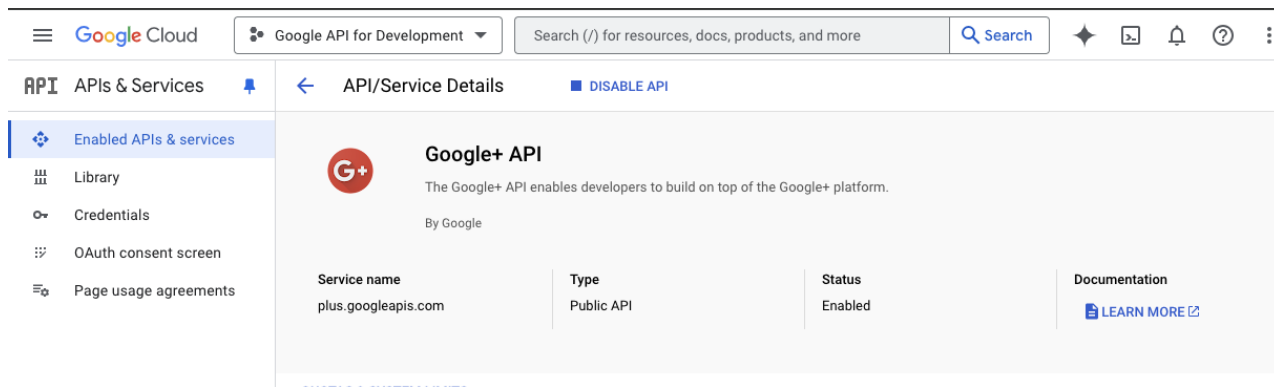 Google Cloud
Google API for Development
Search (/) for resources, docs, products, and more
Search
API APIs & Services
API/Service Details
DISABLE API
Enabled APIs & services
Library
Credentials
OAuth consent screen
Page usage agreements
G+
Google+ API
The Google+ API enables developers to build on top of the Google+ platform.
By Google
Service name
plus.googleapis.com
Type
Public API
Status
Enabled
Documentation
LEARN MORE